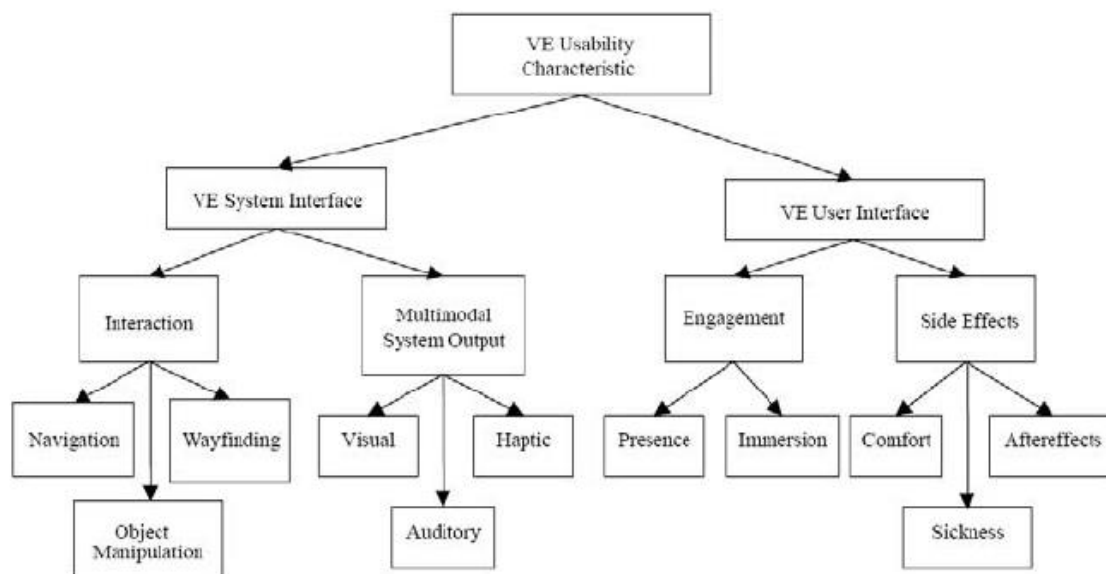 VE Usability
Characteristic
VE System Interface
VE User Interface
Interaction
Multimodal
System Output
Engagement
Side Effects
Navigation
Wayfinding
Visual
Haptic
Presence
Immersion
Comfort
Aftereffects
Object
Manipulation
Auditory
Sickness